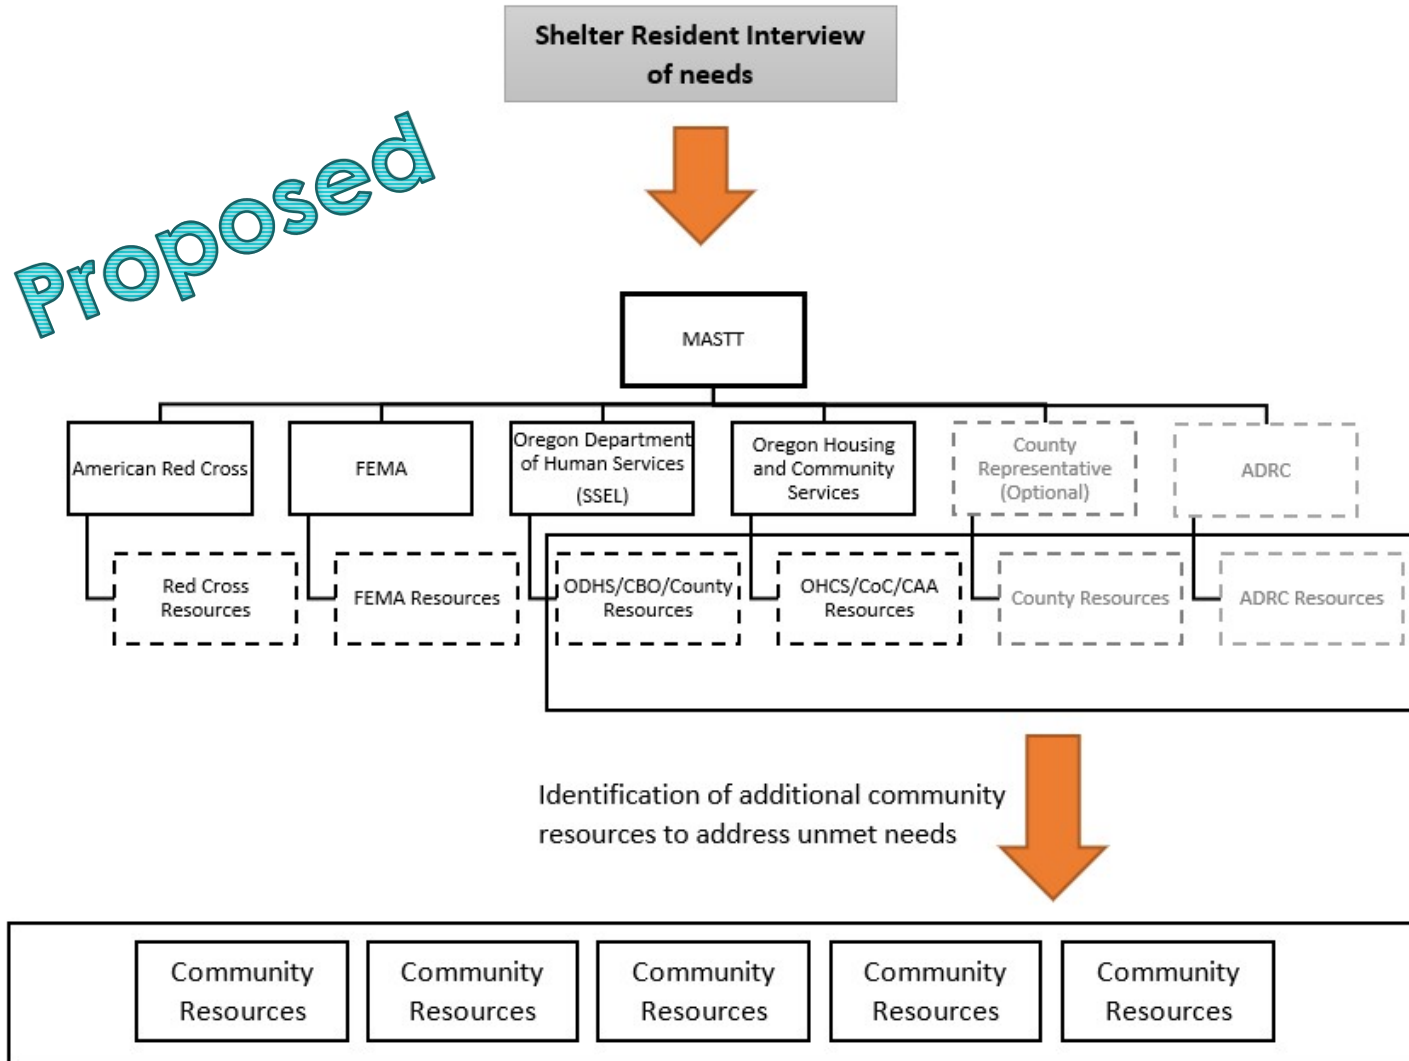 Shelter Resident Interview
of needs
Proposed
MASTT
American Red Cross
FEMA
Oregon Department
of Human Services
(SSEL)
Oregon Housing
and Community
Services
County
Representative
(Optional)
ADRC
Red Cross
Resources
FEMA Resources
ODHS/CBO/County
Resources
OHCS/CoC/CAA
Resources
County Resources
ADRC Resources
Identification of additional community
resources to address unmet needs
Community
Resources
Community
Resources
Community
Resources
Community
Resources
Community
Resources